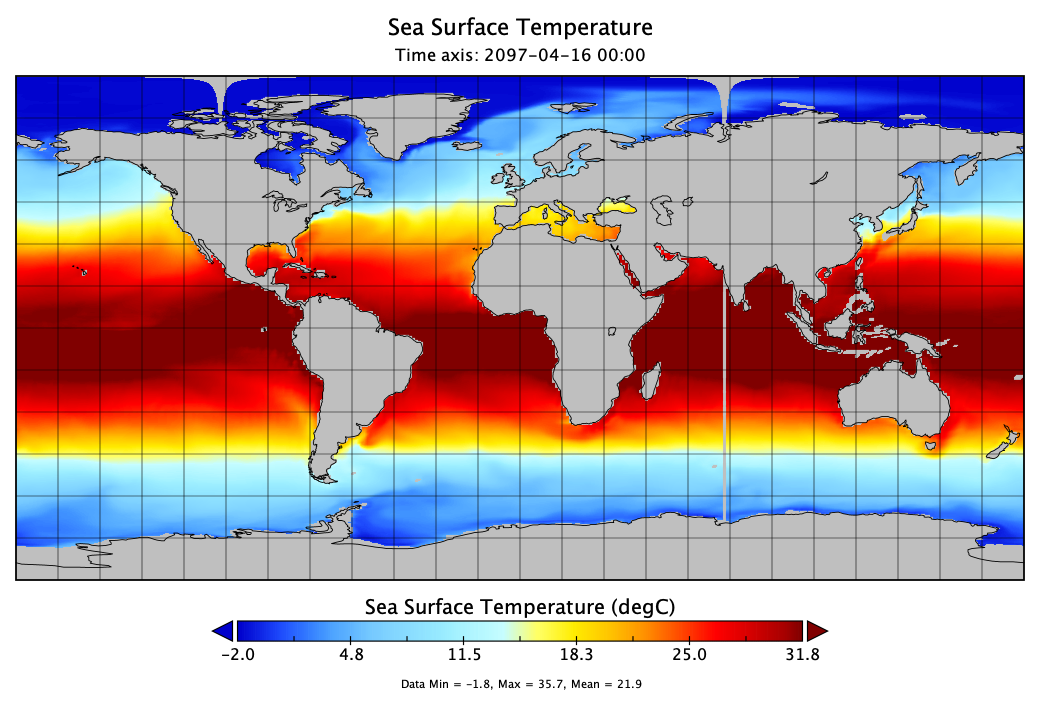 Sea Surface Temperature
Time axis: 2097-04-16 00:00
Sea Surface Temperature (degC)
−2.0 4.8 11.5 18.3 25.0 31.8
Data Min = -1.8, Max = 35.7, Mean = 21.9